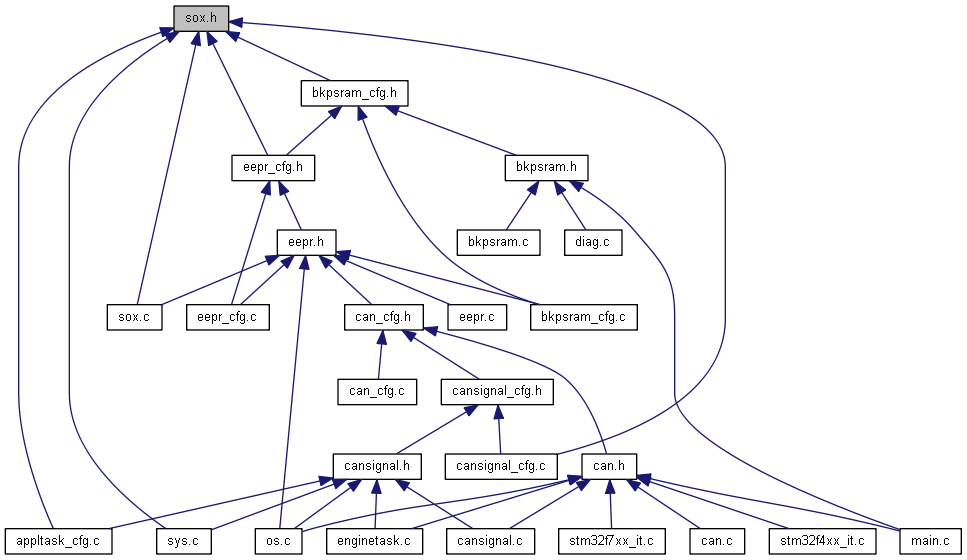 sox.h
bkpsram_cfg.h
eepr_cfg.h
bkpsram.h
eepr.h
bkpsram.c
diag.c
sox.c
eepr_cfg.c
can_cfg.h
eepr.c
bkpsram_cfg.c
can_cfg.c
cansignal_cfg.h
cansignal.h
cansignal_cfg.c
can.h
appltask_cfg.c
sys.c
os.c
enginetask.c
cansignal.c
stm32f7xx_it.c
can.c
stm32f4xx_it.c
main.c